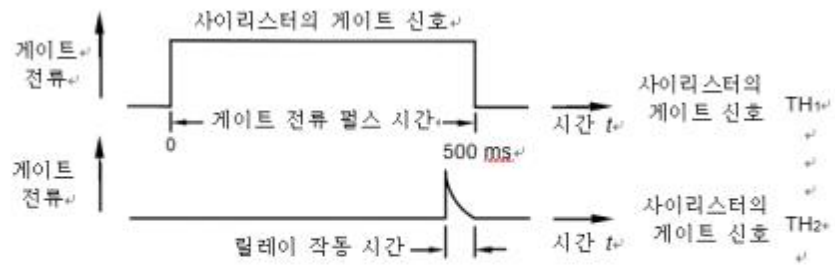 사이리스터의 게이트 신호
게이트
전류
사이리스터의
게이트 신호 TH1
게이트 전류 펄스 시간
시간 t
0
500 ms
게이트
전류
사이리스터의
게이트 신호 TH2
릴레이 작동 시간
시간 t